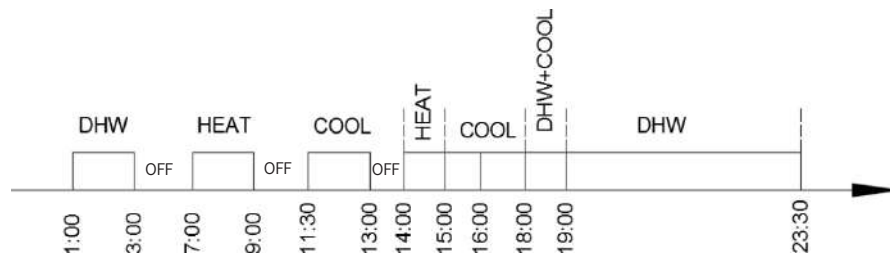 DHW+COOL
HEAT
DHW HEAT COOL COOL DHW
OFF OFF OFF
1:00 3:00 7:00 9:00 11:30 13:00 14:00 15:00 16:00 18:00 19:00 23:30